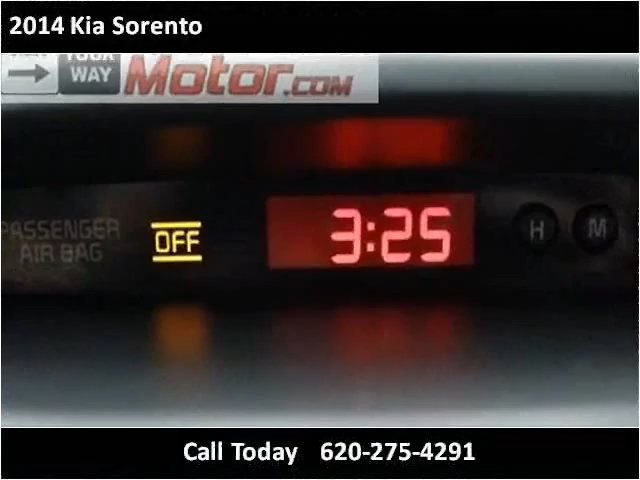 2014 Kia Sorento
YOUR
WAY
Motor.com
PASSENGER
AIR BAG
OFF
3:25
H
M
Call Today 620-275-4291